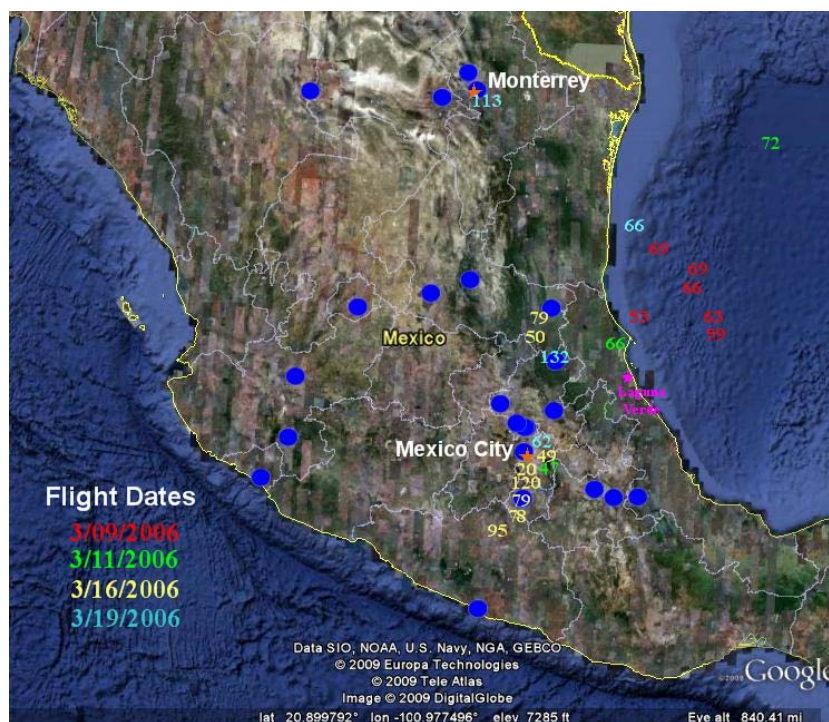 Monterrey
113
72
66
69
69
66
79
53
63
50
59
Mexico
66
132
Laguna
Verde
62
Mexico City
49
20
47
120
Flight Dates
79
78
3/09/2006
95
3/11/2006
3/16/2006
3/19/2006
Data SIO, NOAA, U.S. Navy, NGA, GEBCO
© 2009 Europa Technologies
© 2009 Tele Atlas
Image © 2009 DigitalGlobe
©2009 Google
lat 20.899792° lon -100.977496° elev 7285 ft Eye alt 840.41 mi